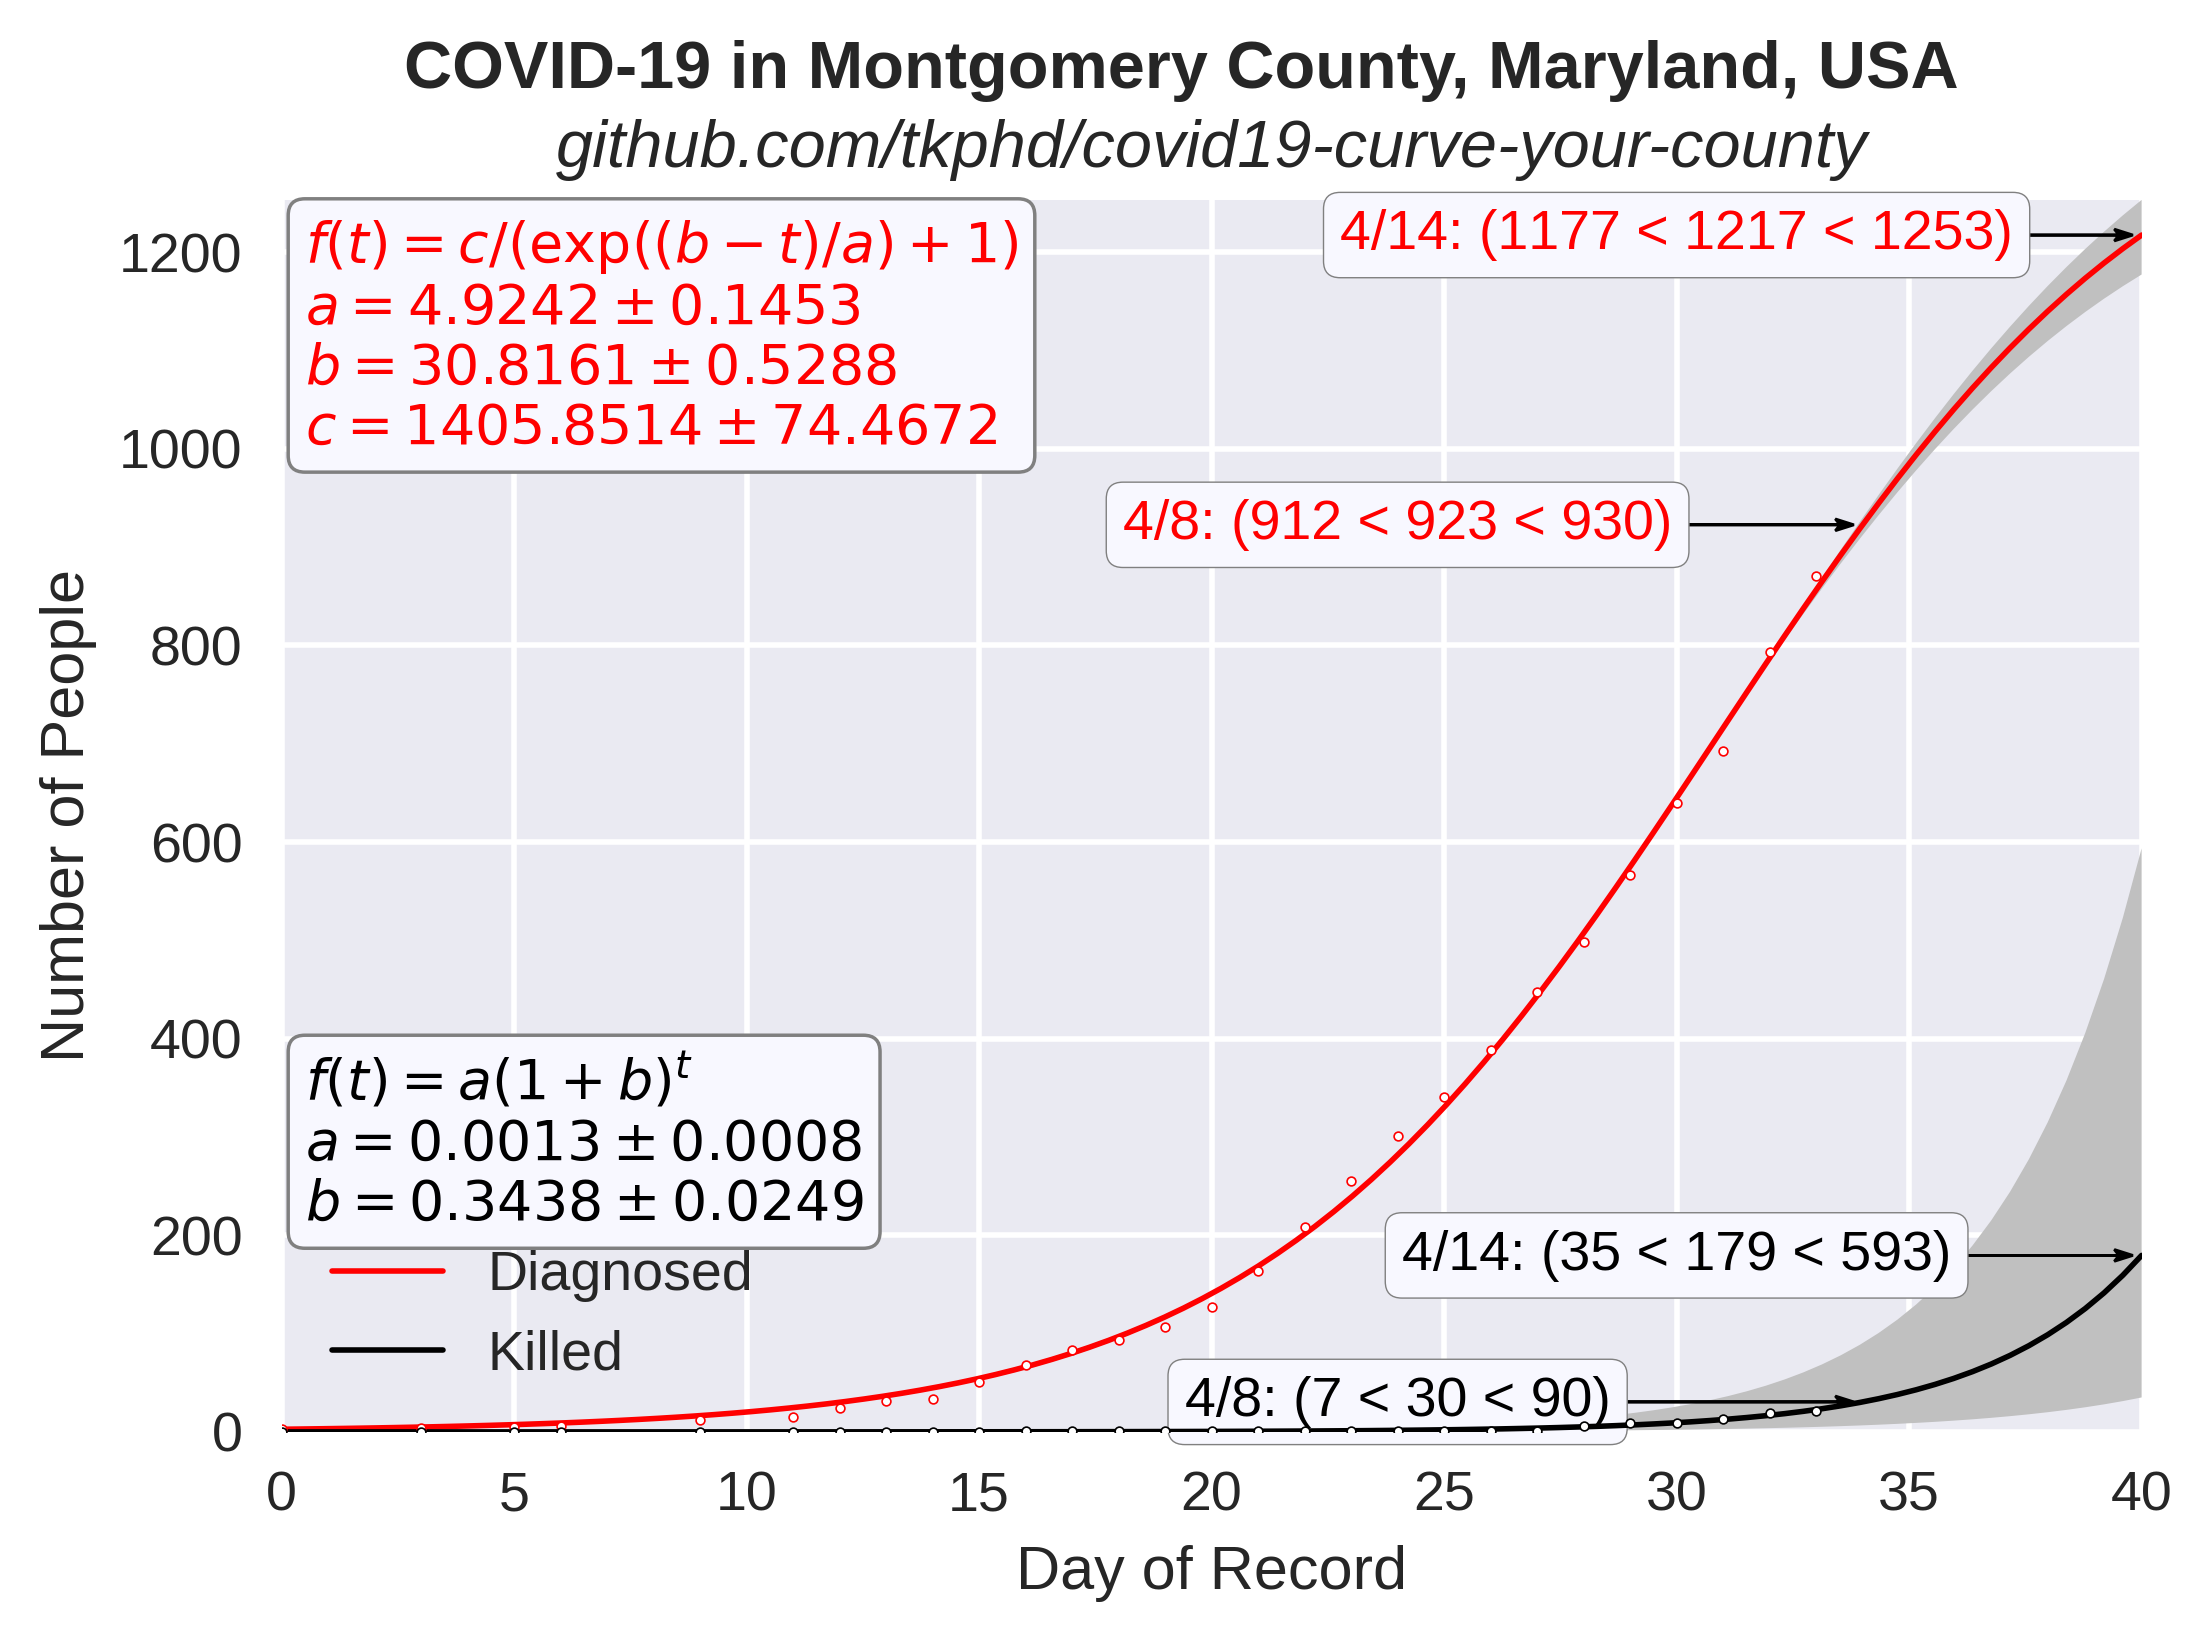 COVID-19 in Montgomery County, Maryland, USA
github.com/tkphd/covid19-curve-your-county
f(t) = c/(exp((b − t)/a) + 1)
a = 4.9242 ± 0.1453
b = 30.8161 ± 0.5288
c = 1405.8514 ± 74.4672
4/14: (1177 < 1217 < 1253)
4/8: (912 < 923 < 930)
f(t) = a(1 + b)^t
a = 0.0013 ± 0.0008
b = 0.3438 ± 0.0249
Diagnosed
Killed
4/14: (35 < 179 < 593)
4/8: (7 < 30 < 90)
Number of People
1200
1000
800
600
400
200
0
0 5 10 15 20 25 30 35 40
Day of Record